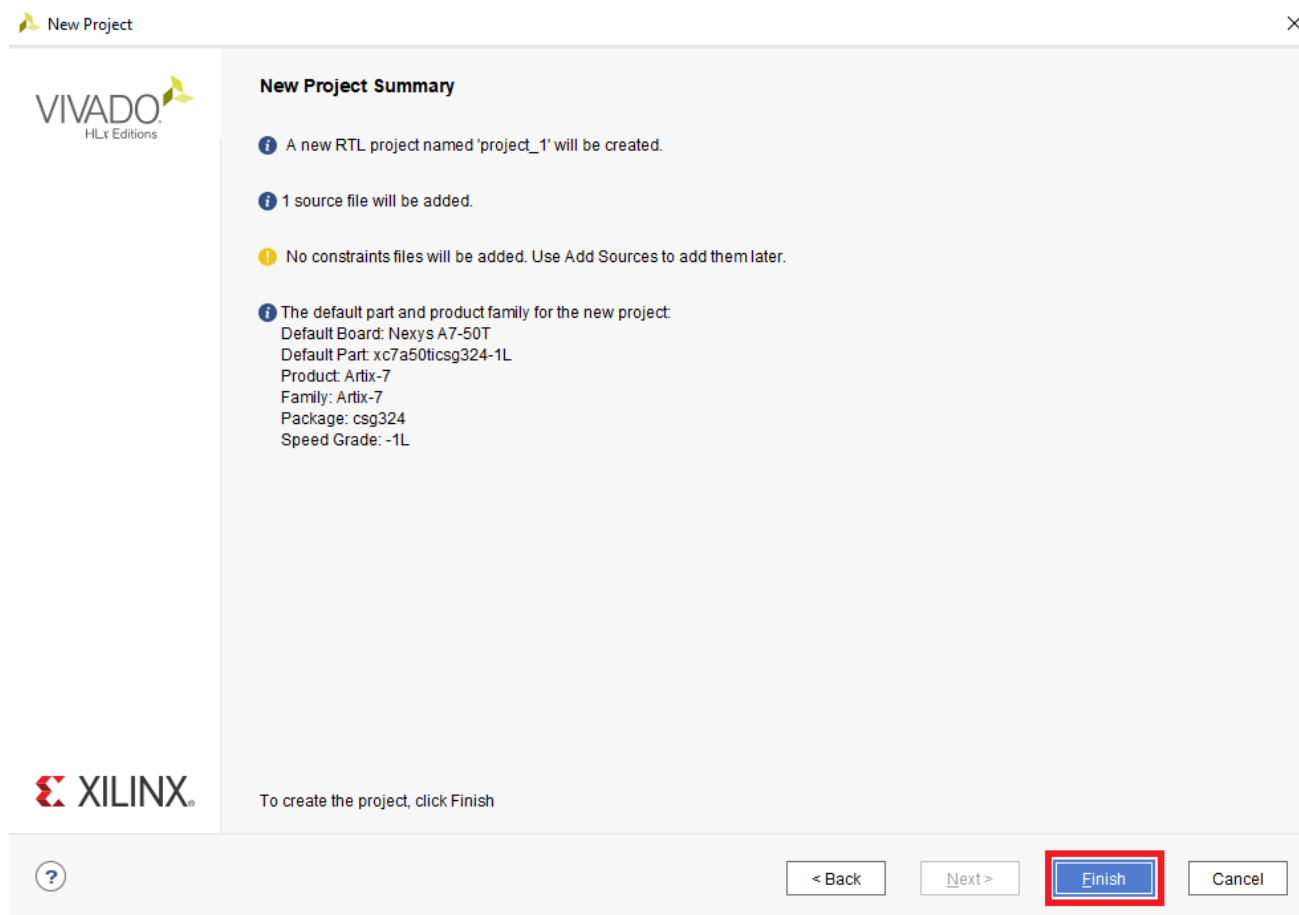 New Project
VIVADO.
HLx Editions
New Project Summary
A new RTL project named 'project_1' will be created.
1 source file will be added.
No constraints files will be added. Use Add Sources to add them later.
The default part and product family for the new project:
Default Board: Nexys A7-50T
Default Part: xc7a50ticsg324-1L
Product: Artix-7
Family: Artix-7
Package: csg324
Speed Grade: -1L
XILINX®
To create the project, click Finish
?
< Back
Next >
Finish
Cancel